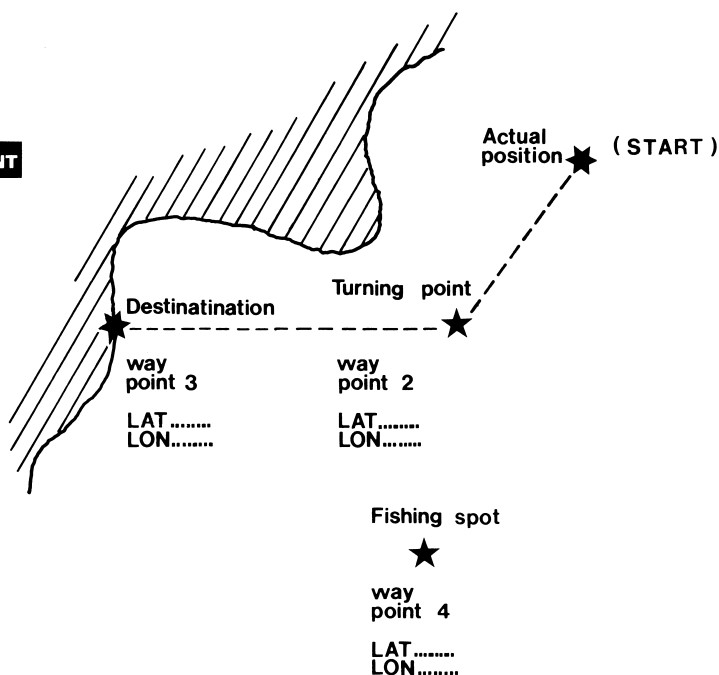 NT
Actual
position
( START )
Turning point
Destinatination
way
point 3
LAT.........
LON.........
way
point 2
LAT.........
LON........
Fishing spot
way
point 4
LAT.........
LON.........